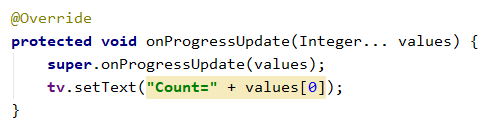 @Override
protected void onProgressUpdate(Integer... values) {
    super.onProgressUpdate(values);
    tv.setText("Count=" + values[0]);
}